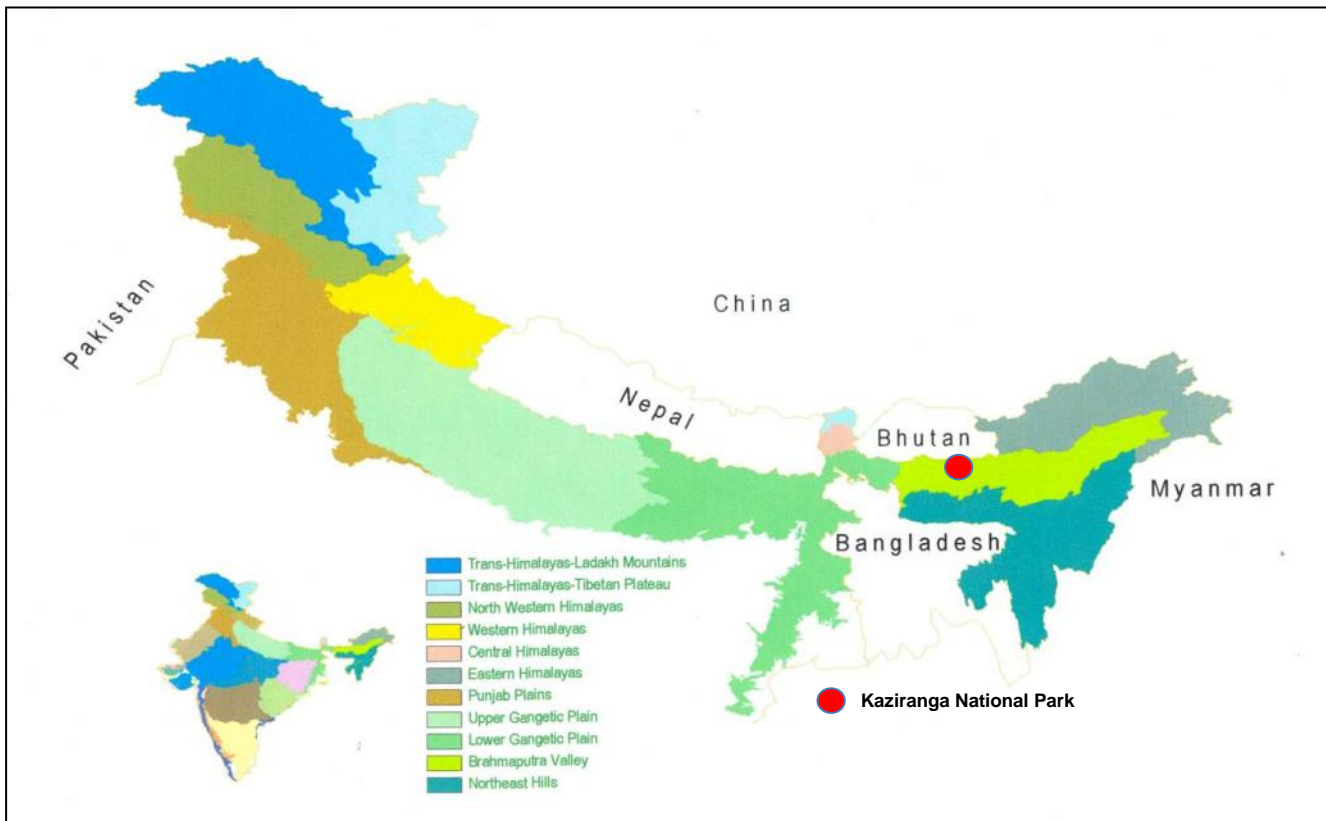 China
Pakistan
Nepal
Bhutan
Myanmar
Bangladesh
Trans-Himalayas-Ladakh Mountains
Trans-Himalayas-Tibetan Plateau
North Western Himalayas
Western Himalayas
Central Himalayas
Eastern Himalayas
Punjab Plains
Upper Gangetic Plain
Lower Gangetic Plain
Brahmaputra Valley
Northeast Hills
Kaziranga National Park